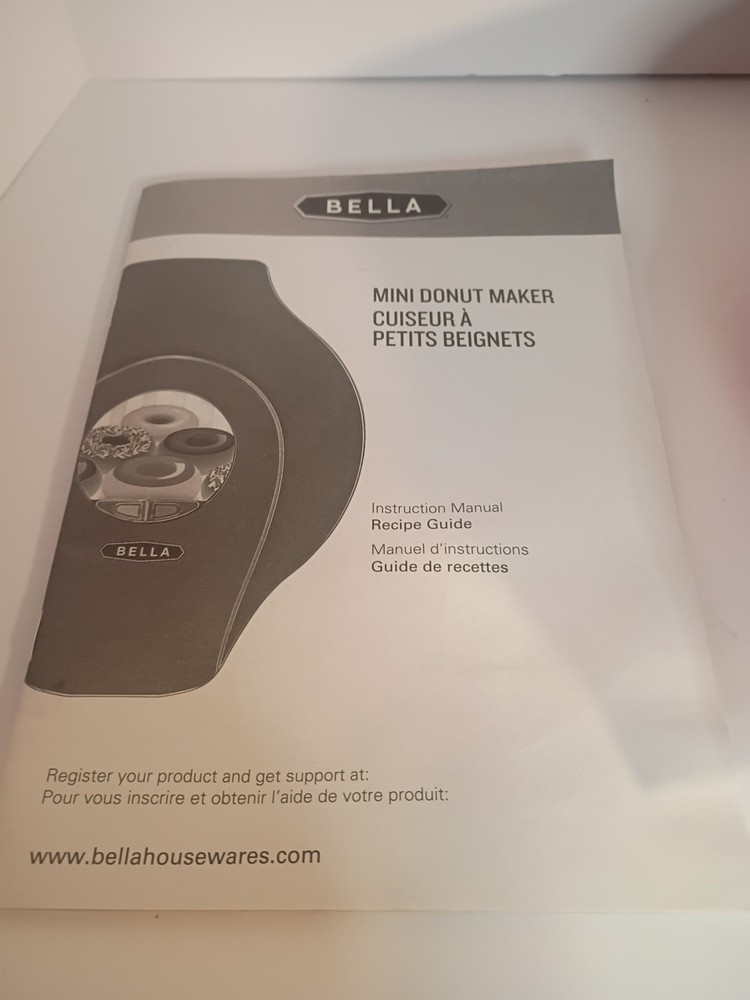 BELLA
MINI DONUT MAKER
CUISEUR À
PETITS BEIGNETS
BELLA
Instruction Manual
Recipe Guide
Manuel d'instructions
Guide de recettes
Register your product and get support at:
Pour vous inscrire et obtenir l'aide de votre produit:
www.bellahousewares.com